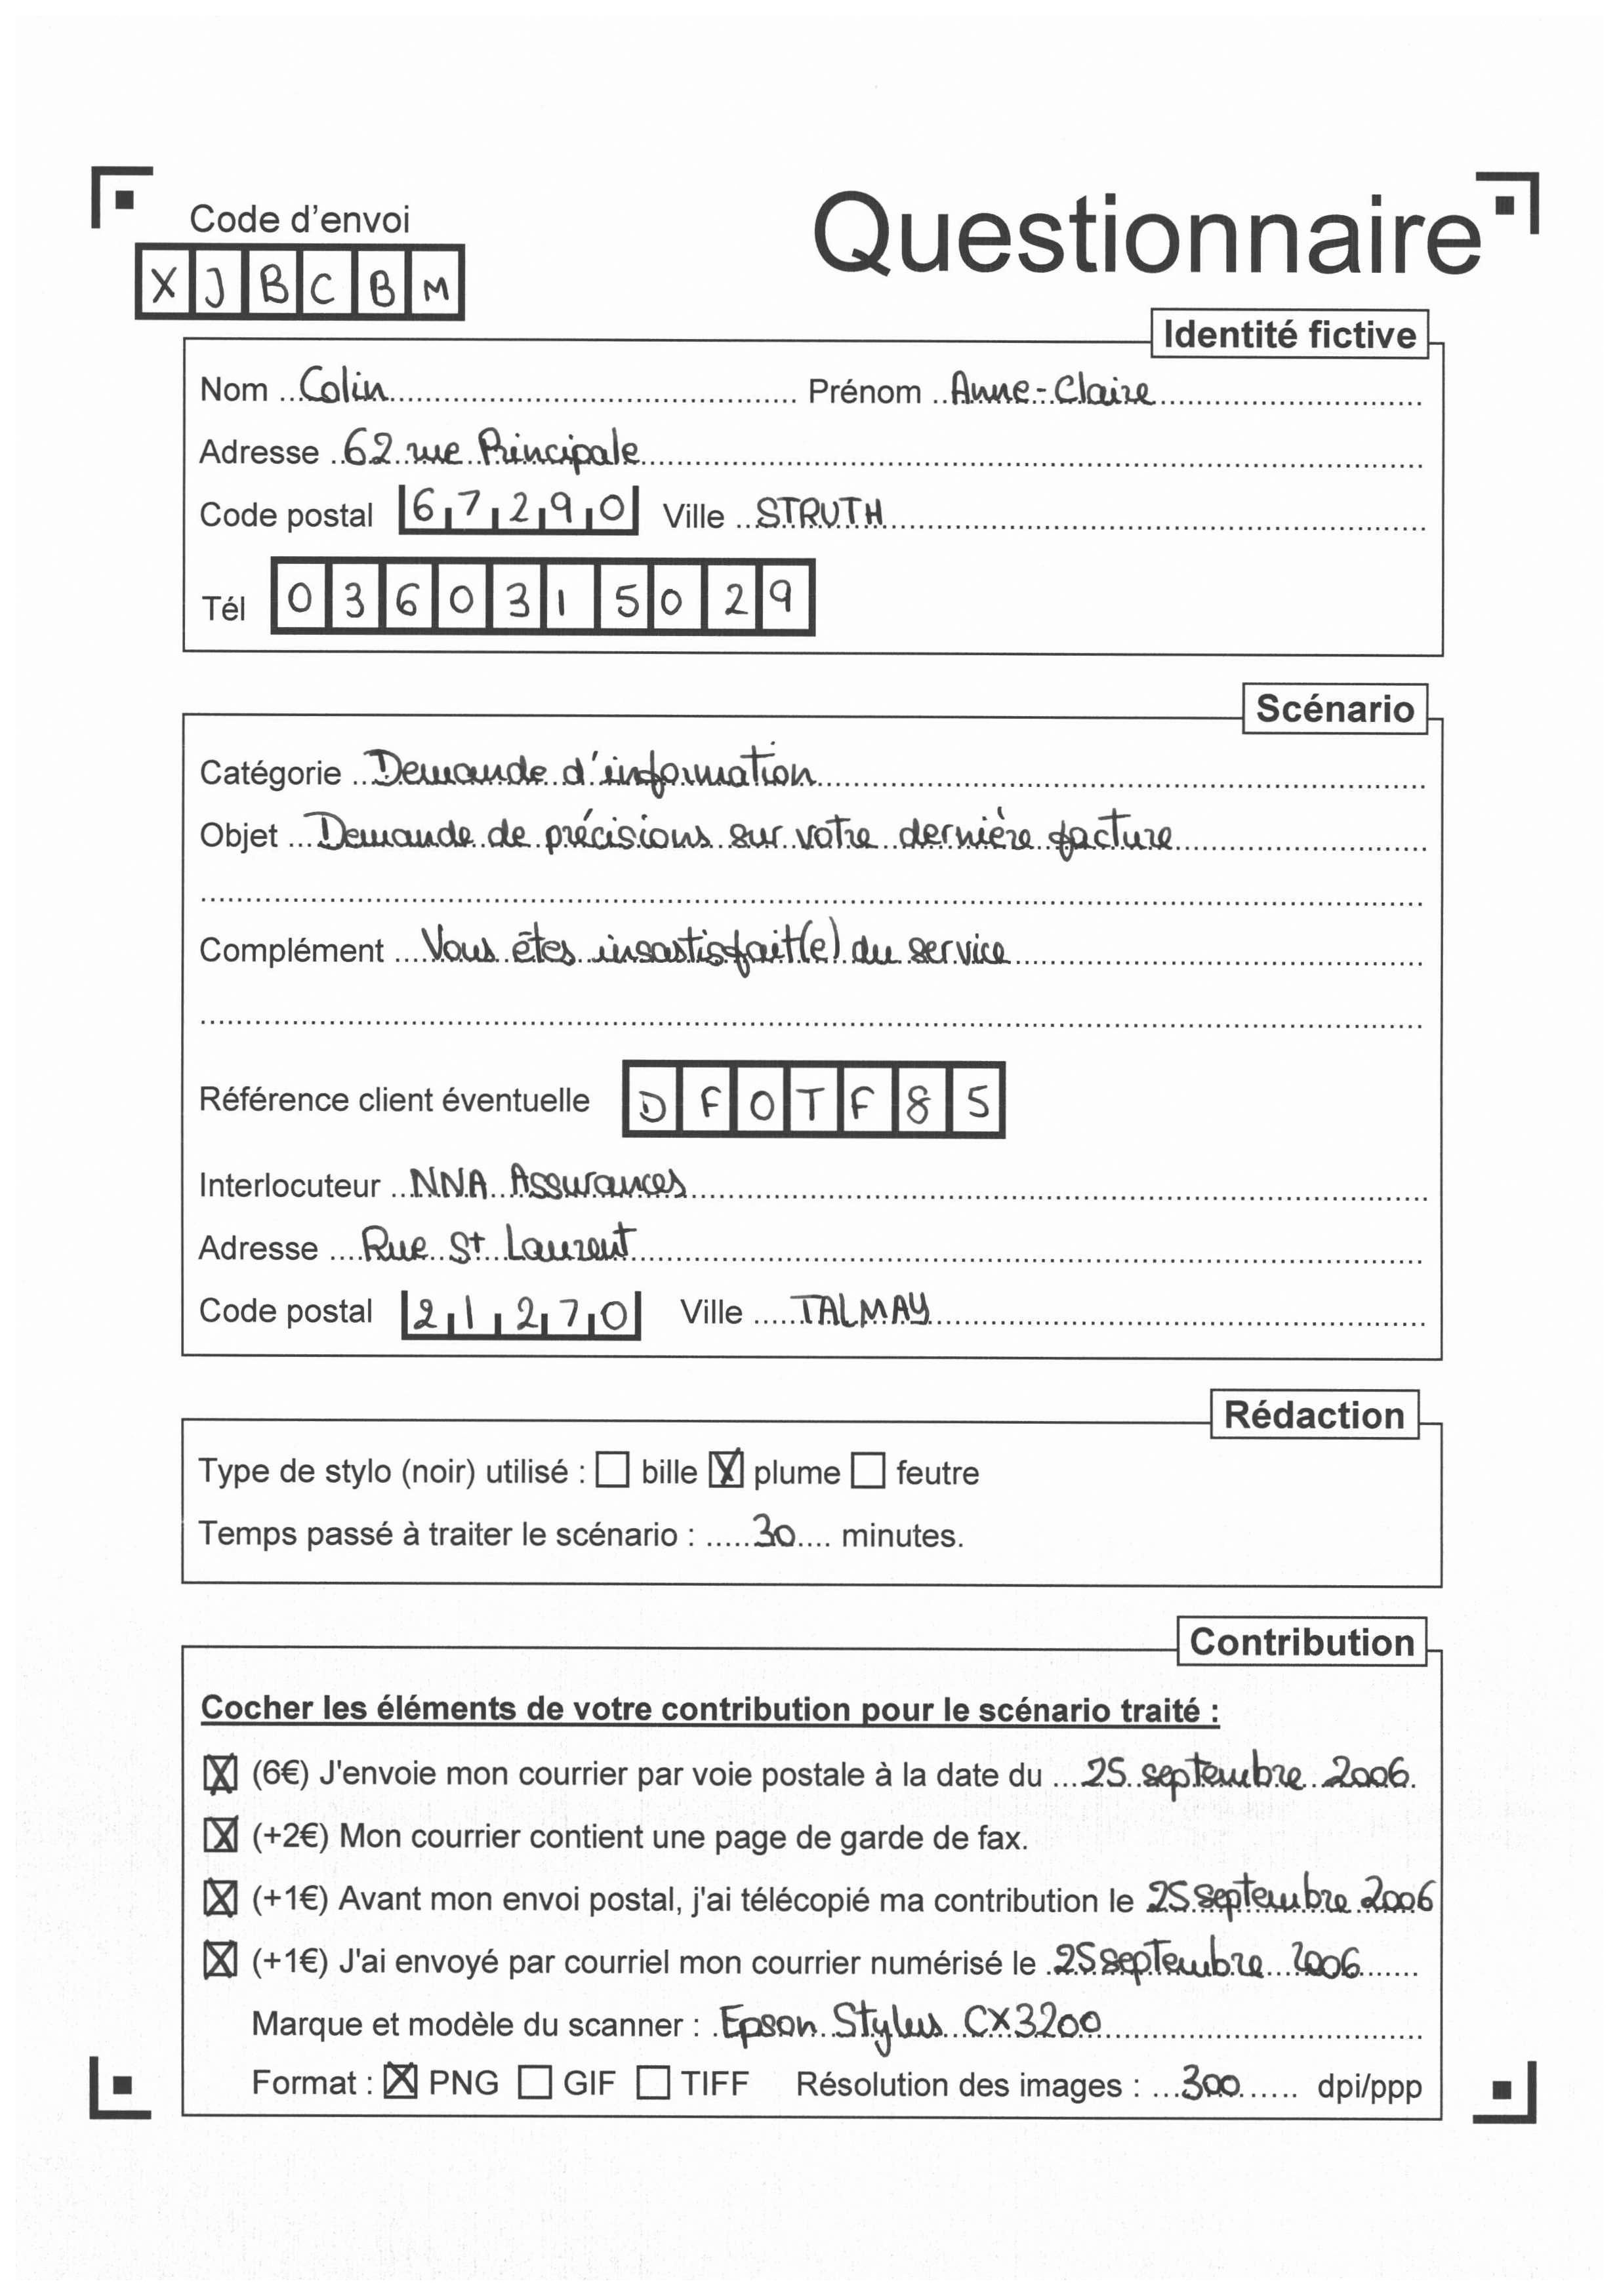 Code d'envoi
Questionnaire
X J B C B M
Identité fictive
Nom Colin Prénom Anne-Claire
Adresse 62 rue Principale
Code postal 67290 Ville STRUTH
Tél 0360315029
Scénario
Catégorie Demande d'information
Objet Demande de précisions sur votre dernière facture
Complément Vous êtes insastisfait(e) du service
Référence client éventuelle D F O T F 8 5
Interlocuteur NNA Assurances
Adresse Rue St Laurent
Code postal 21270 Ville TALMAY
Rédaction
Type de stylo (noir) utilisé : ☐ bille ☒ plume ☐ feutre
Temps passé à traiter le scénario : 30 minutes.
Contribution
Cocher les éléments de votre contribution pour le scénario traité :
☒ (6€) J'envoie mon courrier par voie postale à la date du 25 septembre 2006
☒ (+2€) Mon courrier contient une page de garde de fax.
☒ (+1€) Avant mon envoi postal, j'ai télécopié ma contribution le 25 septembre 2006
☒ (+1€) J'ai envoyé par courriel mon courrier numérisé le 25 septembre 2006
Marque et modèle du scanner : Epson Stylus CX3200
Format : ☒ PNG ☐ GIF ☐ TIFF Résolution des images : 300 dpi/ppp